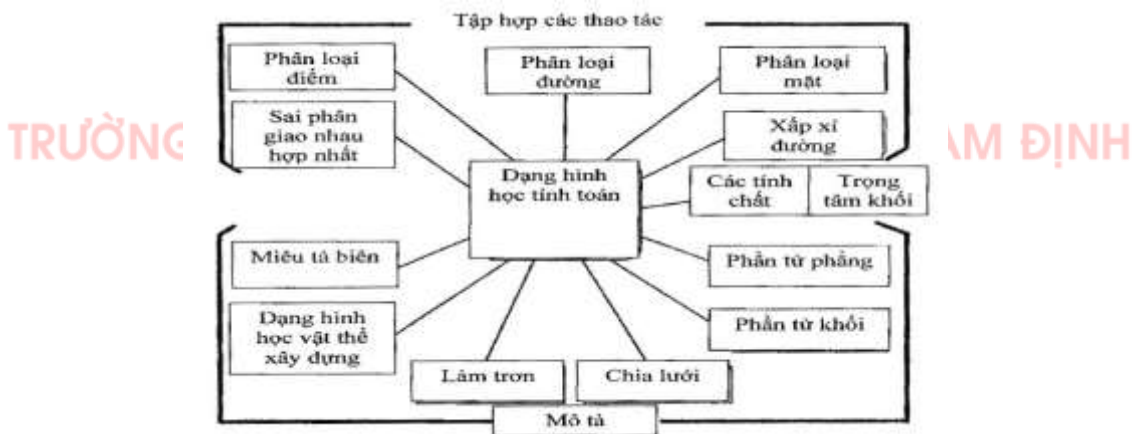 Tập hợp các thao tác
Phân loại
điểm
Phân loại
đường
Phân loại
mặt
Sai phân
giao nhau
hợp nhất
Xấp xỉ
đường
TRƯỜNG
AM ĐỊNH
Dạng hình
học tính toán
Các tính
chất
Trọng
tâm khối
Miêu tả biên
Phần tử phẳng
Dạng hình
học vật thể
xây dựng
Phần tử khối
Làm trơn
Chia lưới
Mô tả